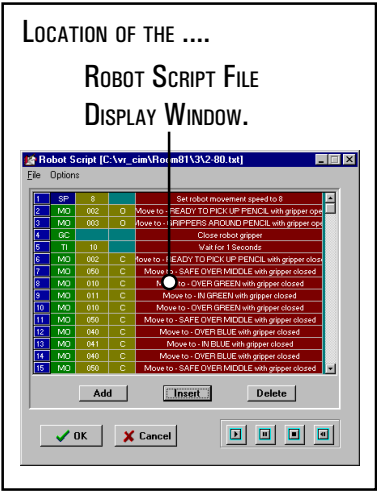 Location of the ....
Robot Script File
Display Window.
Robot Script [C:\vr_cim\Room81\3\2-80.txt]
File Options
1 SP 8 Set robot movement speed to 8
2 MO 002 O Move to - READY TO PICK UP PENCIL with gripper ope
3 MO 003 O Move to - GRIPPERS AROUND PENCIL with gripper ope
4 GC Close robot gripper
5 TI 10 Wait for 1 Seconds
6 MO 002 C Move to - READY TO PICK UP PENCIL with gripper close
7 MO 050 C Move to - SAFE OVER MIDDLE with gripper closed
8 MO 010 C Move to - OVER GREEN with gripper closed
9 MO 011 C Move to - IN GREEN with gripper closed
10 MO 010 C Move to - OVER GREEN with gripper closed
11 MO 050 C Move to - SAFE OVER MIDDLE with gripper closed
12 MO 040 C Move to - OVER BLUE with gripper closed
13 MO 041 C Move to - IN BLUE with gripper closed
14 MO 040 C Move to - OVER BLUE with gripper closed
15 MO 050 C Move to - SAFE OVER MIDDLE with gripper closed
Add Insert Delete
OK Cancel